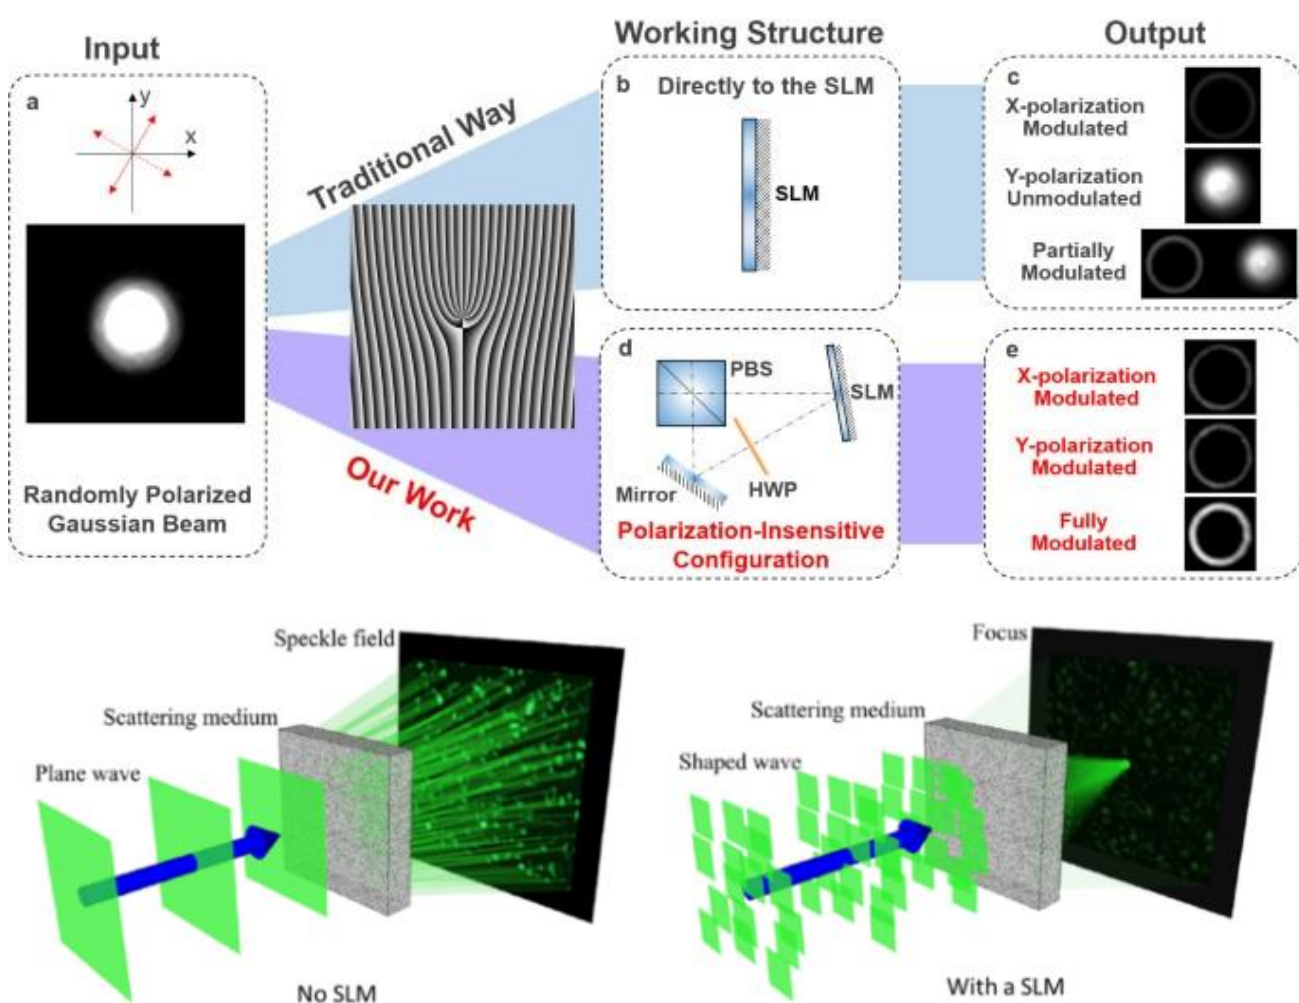 Input
Working Structure
Output
a
y
x
Randomly Polarized
Gaussian Beam
Traditional Way
Our Work
b
Directly to the SLM
SLM
c
X-polarization
Modulated
Y-polarization
Unmodulated
Partially
Modulated
d
PBS
SLM
Mirror
HWP
Polarization-Insensitive
Configuration
e
X-polarization
Modulated
Y-polarization
Modulated
Fully
Modulated
Speckle field
Scattering medium
Plane wave
No SLM
Focus
Scattering medium
Shaped wave
With a SLM